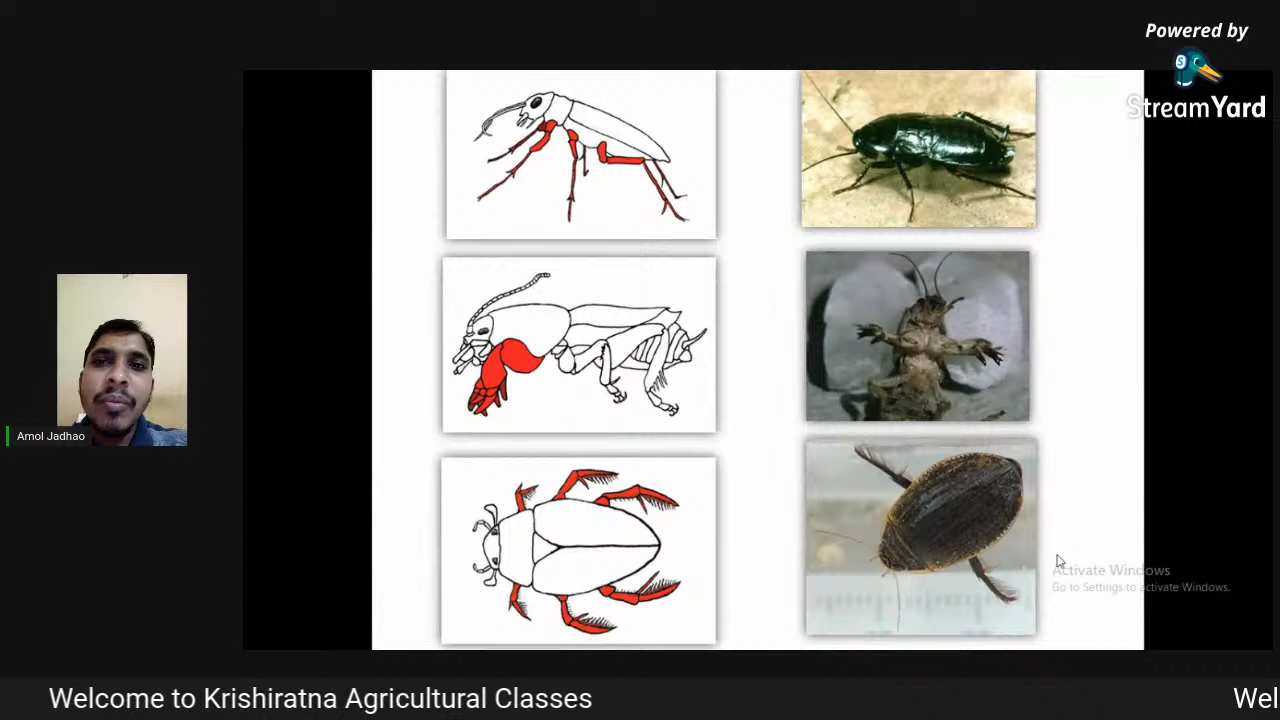 Powered by
StreamYard
Amol Jadhao
Activate Windows
Go to Settings to activate Windows.
Welcome to Krishiratna Agricultural Classes
Wel